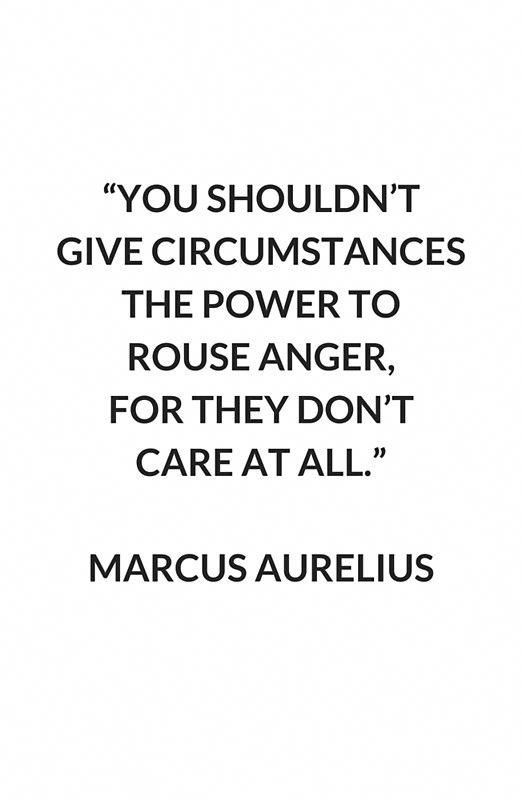 “YOU SHOULDN’T
GIVE CIRCUMSTANCES
THE POWER TO
ROUSE ANGER,
FOR THEY DON’T
CARE AT ALL.”
MARCUS AURELIUS